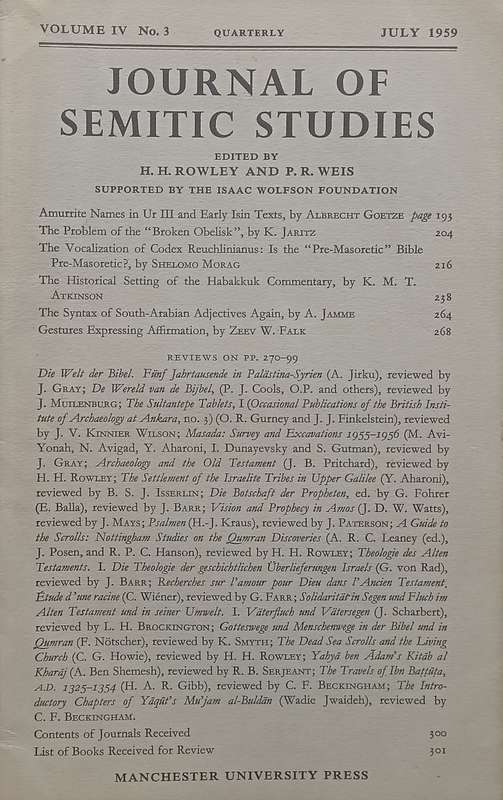 VOLUME IV No. 3 QUARTERLY JULY 1959
JOURNAL OF
SEMITIC STUDIES
EDITED BY
H. H. ROWLEY AND P. R. WEIS
SUPPORTED BY THE ISAAC WOLFSON FOUNDATION
Amurrite Names in Ur III and Early Isin Texts, by ALBRECHT GOETZE page 193
The Problem of the "Broken Obelisk", by K. JARITZ 204
The Vocalization of Codex Reuchlinianus: Is the "Pre-Masoretic" Bible
Pre-Masoretic?, by SHELOMO MORAG 216
The Historical Setting of the Habakkuk Commentary, by K. M. T.
ATKINSON 238
The Syntax of South-Arabian Adjectives Again, by A. JAMME 264
Gestures Expressing Affirmation, by ZEEV W. FALK 268
REVIEWS ON PP. 270–99
Die Welt der Bibel. Fünf Jahrtausende in Palästina-Syrien (A. Jirku), reviewed by
J. GRAY; De Wereld van de Bijbel, (P. J. Cools, O.P. and others), reviewed by
J. MUILENBURG; The Sultantepe Tablets, I (Occasional Publications of the British Insti-
tute of Archaeology at Ankara, no. 3) (O. R. Gurney and J. J. Finkelstein), reviewed
by J. V. KINNIER WILSON; Masada: Survey and Excavations 1955–1956 (M. Avi-
Yonah, N. Avigad, Y. Aharoni, I. Dunayevsky and S. Gutman), reviewed by
J. GRAY; Archaeology and the Old Testament (J. B. Pritchard), reviewed by
H. H. ROWLEY; The Settlement of the Israelite Tribes in Upper Galilee (Y. Aharoni),
reviewed by B. S. J. ISSERLIN; Die Botschaft der Propheten, ed. by G. Fohrer
(E. Balla), reviewed by J. BARR; Vision and Prophecy in Amos (J. D. W. Watts),
reviewed by J. MAYS; Psalmen (H.-J. Kraus), reviewed by J. PATERSON; A Guide to
the Scrolls: Nottingham Studies on the Qumran Discoveries (A. R. C. Leaney (ed.),
J. Posen, and R. P. C. Hanson), reviewed by H. H. ROWLEY; Theologie des Alten
Testaments. I. Die Theologie der geschichtlichen Überlieferungen Israels (G. von Rad),
reviewed by J. BARR; Recherches sur l'amour pour Dieu dans l'Ancien Testament.
Étude d'une racine (C. Wiéner), reviewed by G. FARR; Solidarität in Segen und Fluch im
Alten Testament und in seiner Umwelt. I. Väterfluch und Vätersegen (J. Scharbert),
reviewed by L. H. BROCKINGTON; Gotteswege und Menschenwege in der Bibel und in
Qumran (F. Nötscher), reviewed by K. SMYTH; The Dead Sea Scrolls and the Living
Church (C. G. Howie), reviewed by H. H. ROWLEY; Yaḥyā ben Ādam's Kitāb al
Kharāj (A. Ben Shemesh), reviewed by R. B. SERJEANT; The Travels of Ibn Baṭṭūṭa,
A.D. 1325–1354 (H. A. R. Gibb), reviewed by C. F. BECKINGHAM; The Intro-
ductory Chapters of Yāqūt's Mu'jam al-Buldān (Wadie Jwaideh), reviewed by
C. F. BECKINGHAM.
Contents of Journals Received 300
List of Books Received for Review 301
MANCHESTER UNIVERSITY PRESS